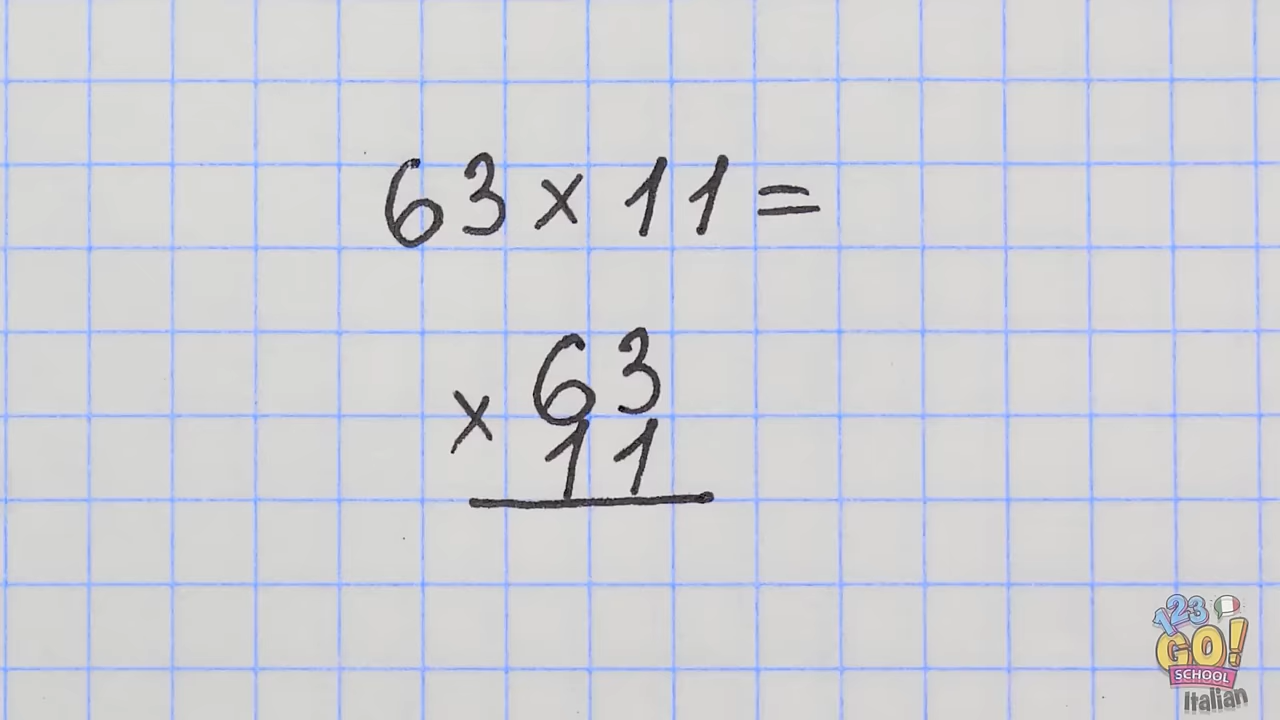 63 x 11 =
63
x
11
123
GO!
SCHOOL
Italian